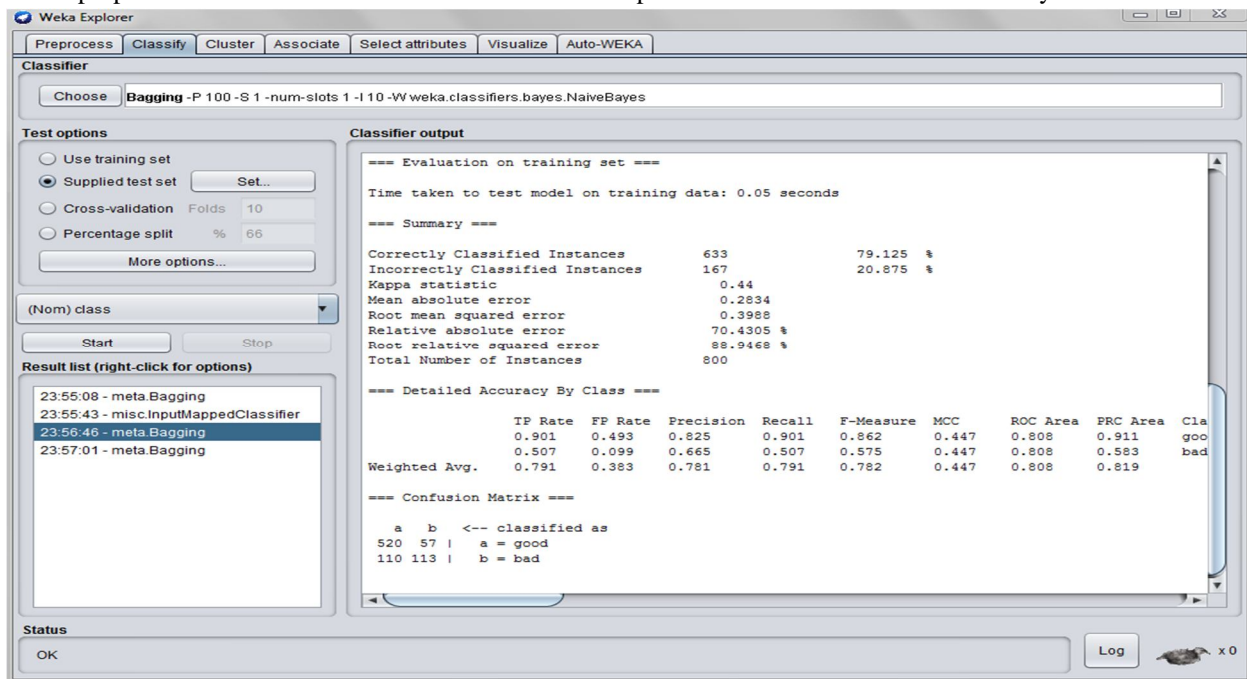 Weka Explorer
Preprocess Classify Cluster Associate Select attributes Visualize Auto-WEKA
Classifier
Choose Bagging -P 100 -S 1 -num-slots 1 -I 10 -W weka.classifiers.bayes.NaiveBayes
Test options
Use training set
Supplied test set Set...
Cross-validation Folds 10
Percentage split % 66
More options...
(Nom) class
Start Stop
Result list (right-click for options)
23:55:08 - meta.Bagging
23:55:43 - misc.InputMappedClassifier
23:56:46 - meta.Bagging
23:57:01 - meta.Bagging
Classifier output
=== Evaluation on training set ===
Time taken to test model on training data: 0.05 seconds
=== Summary ===
Correctly Classified Instances 633 79.125 %
Incorrectly Classified Instances 167 20.875 %
Kappa statistic 0.44
Mean absolute error 0.2834
Root mean squared error 0.3988
Relative absolute error 70.4305 %
Root relative squared error 88.9468 %
Total Number of Instances 800
=== Detailed Accuracy By Class ===
TP Rate FP Rate Precision Recall F-Measure MCC ROC Area PRC Area Cla
0.901 0.493 0.825 0.901 0.862 0.447 0.808 0.911 goo
0.507 0.099 0.665 0.507 0.575 0.447 0.808 0.583 bad
Weighted Avg. 0.791 0.383 0.781 0.791 0.782 0.447 0.808 0.819
=== Confusion Matrix ===
a b <-- classified as
520 57 | a = good
110 113 | b = bad
Status
OK
Log x 0